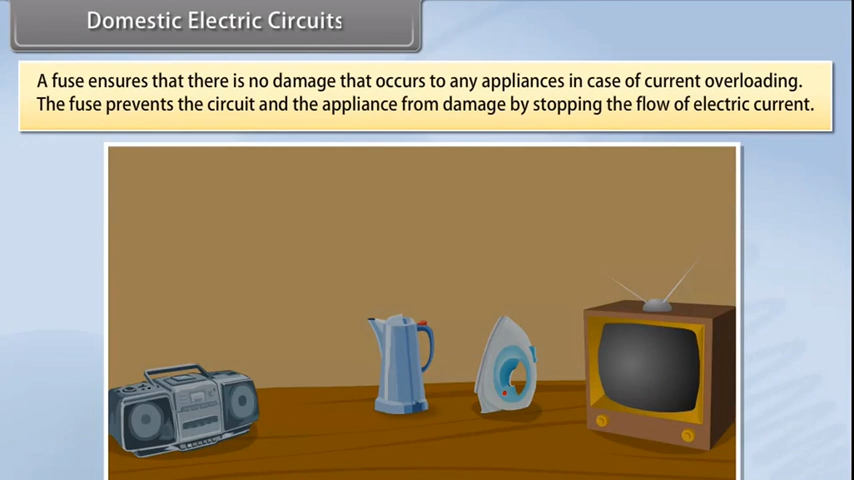 Domestic Electric Circuits
A fuse ensures that there is no damage that occurs to any appliances in case of current overloading.
The fuse prevents the circuit and the appliance from damage by stopping the flow of electric current.